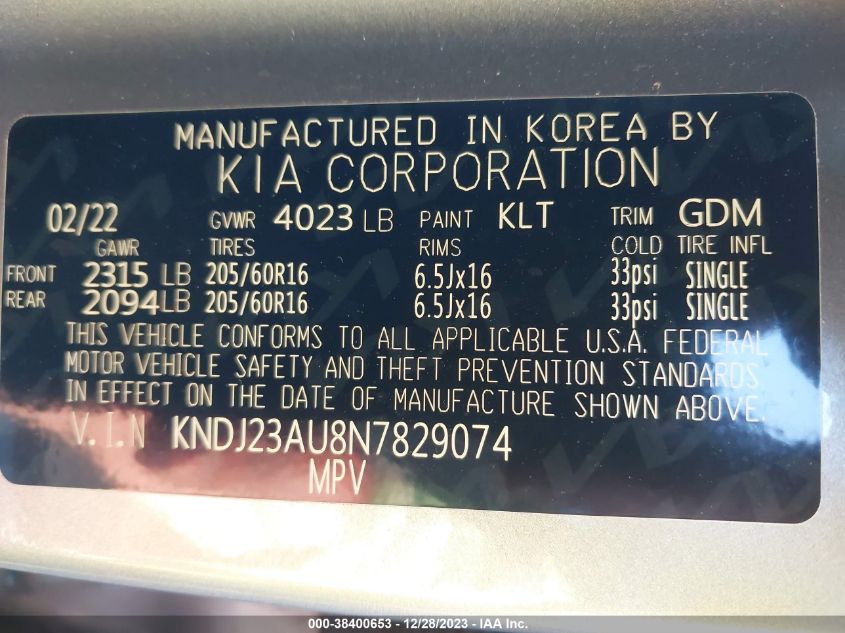 MANUFACTURED IN KOREA BY
KIA CORPORATION
02/22 GVWR 4023 LB PAINT KLT TRIM GDM
GAWR TIRES RIMS COLD TIRE INFL
FRONT 2315 LB 205/60R16 6.5Jx16 33psi SINGLE
REAR 2094LB 205/60R16 6.5Jx16 33psi SINGLE
THIS VEHICLE CONFORMS TO ALL APPLICABLE U.S.A. FEDERAL
MOTOR VEHICLE SAFETY AND THEFT PREVENTION STANDARDS
IN EFFECT ON THE DATE OF MANUFACTURE SHOWN ABOVE.
V.I.N KNDJ23AU8N7829074
MPV
000-38400653 - 12/28/2023 - IAA Inc.